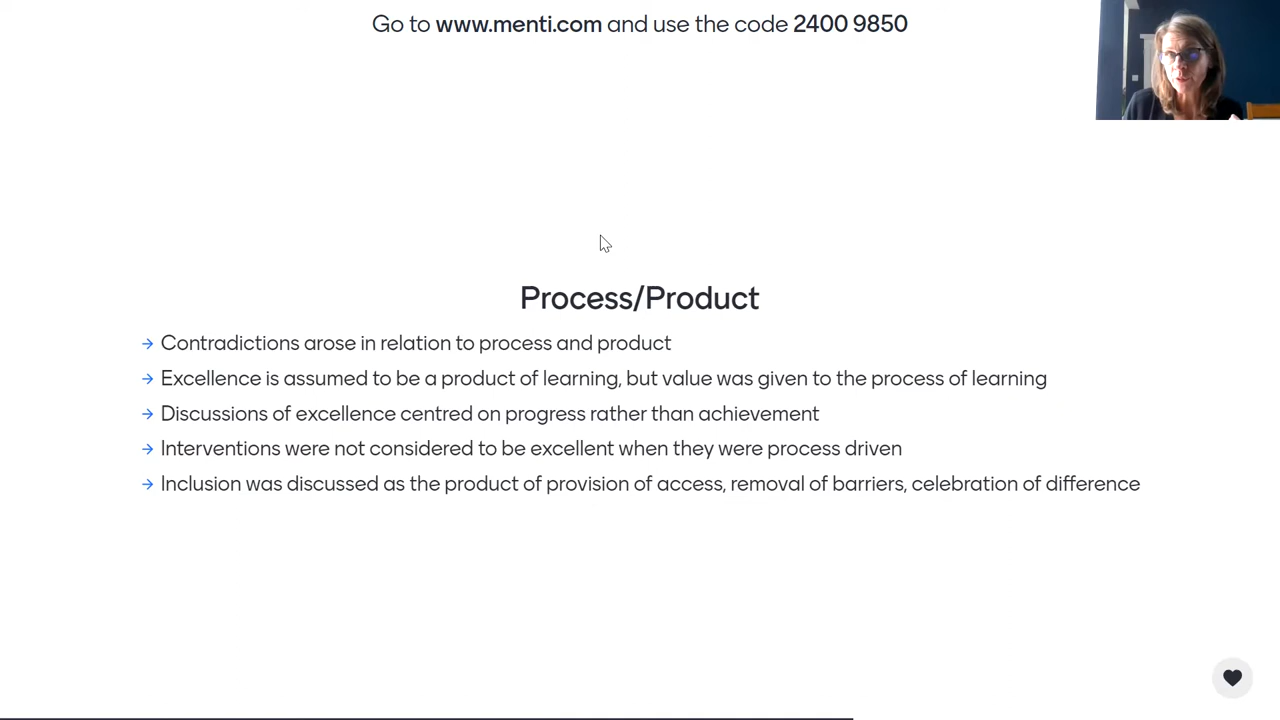 Go to www.menti.com and use the code 2400 9850
Process/Product
→ Contradictions arose in relation to process and product
→ Excellence is assumed to be a product of learning, but value was given to the process of learning
→ Discussions of excellence centred on progress rather than achievement
→ Interventions were not considered to be excellent when they were process driven
→ Inclusion was discussed as the product of provision of access, removal of barriers, celebration of difference